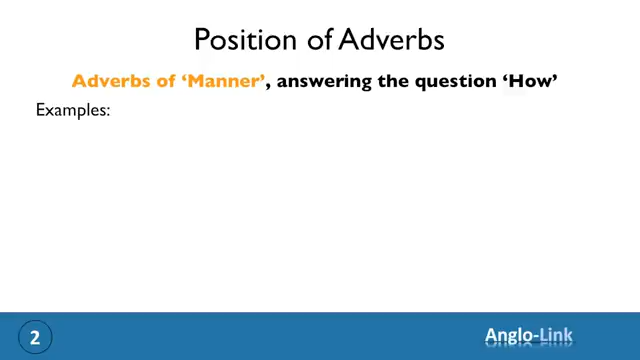 Position of Adverbs
Adverbs of ‘Manner’, answering the question ‘How’
Examples:
2
Anglo-Link